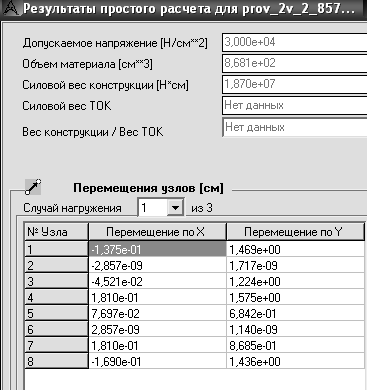 Результаты простого расчета для prov_2v_2_857...
Допускаемое напряжение [Н/см**2] 3,000e+04
Объем материала [см**3] 8,681e+02
Силовой вес конструкции [Н*см] 1,870e+07
Силовой вес ТОК Нет данных
Вес конструкции / Вес ТОК Нет данных
Перемещения узлов [см]
Случай нагружения 1 из 3
№ Узла Перемещение по X Перемещение по Y
1 -1,375e-01 1,469e+00
2 -2,857e-09 1,717e-09
3 -4,521e-02 1,224e+00
4 1,810e-01 1,575e+00
5 7,697e-02 6,842e-01
6 2,857e-09 1,140e-09
7 1,810e-01 8,685e-01
8 -1,690e-01 1,436e+00